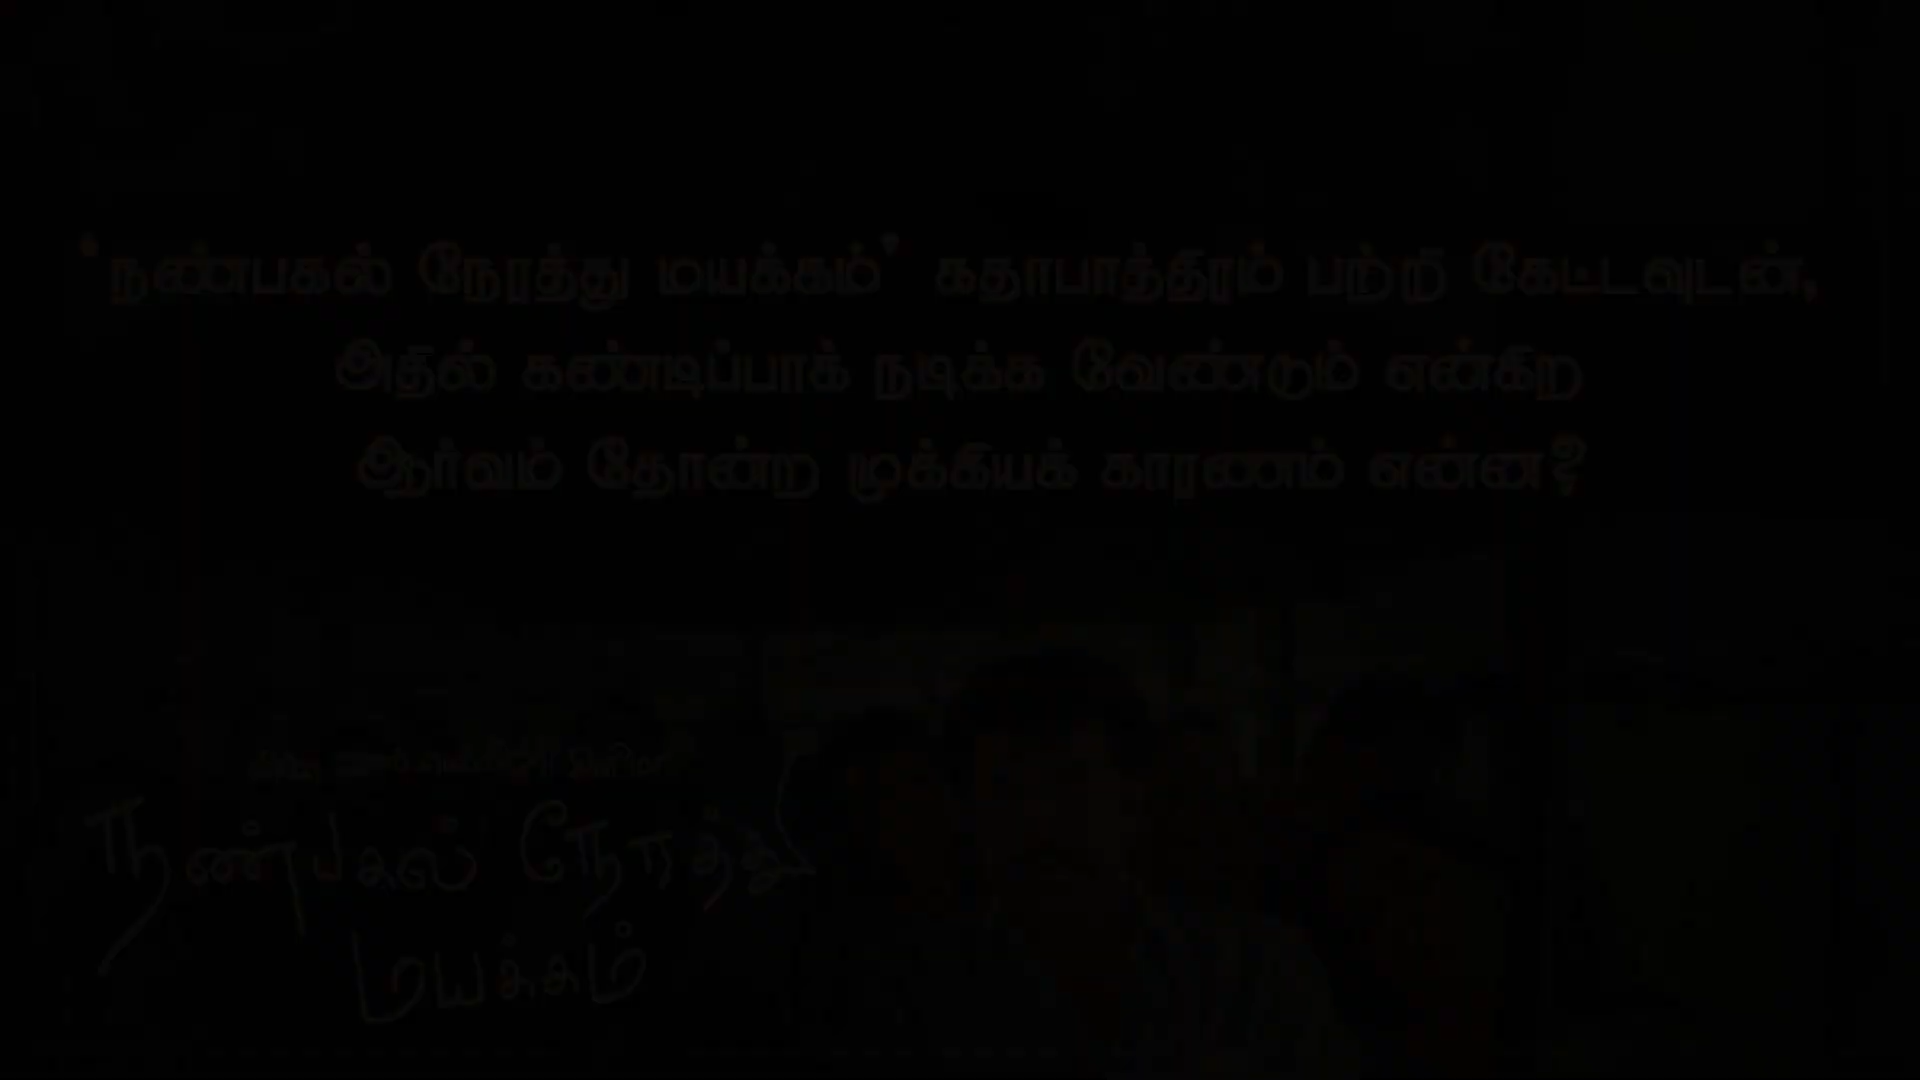 'நண்பகல் நேரத்து மயக்கம்' கதாபாத்திரம் பற்றி கேட்டவுடன்,
அதில் கண்டிப்பாக் நடிக்க வேண்டும் என்கிற
ஆர்வம் தோன்ற முக்கியக் காரணம் என்ன?
நண்பகல் நேரத்து
மயக்கம்